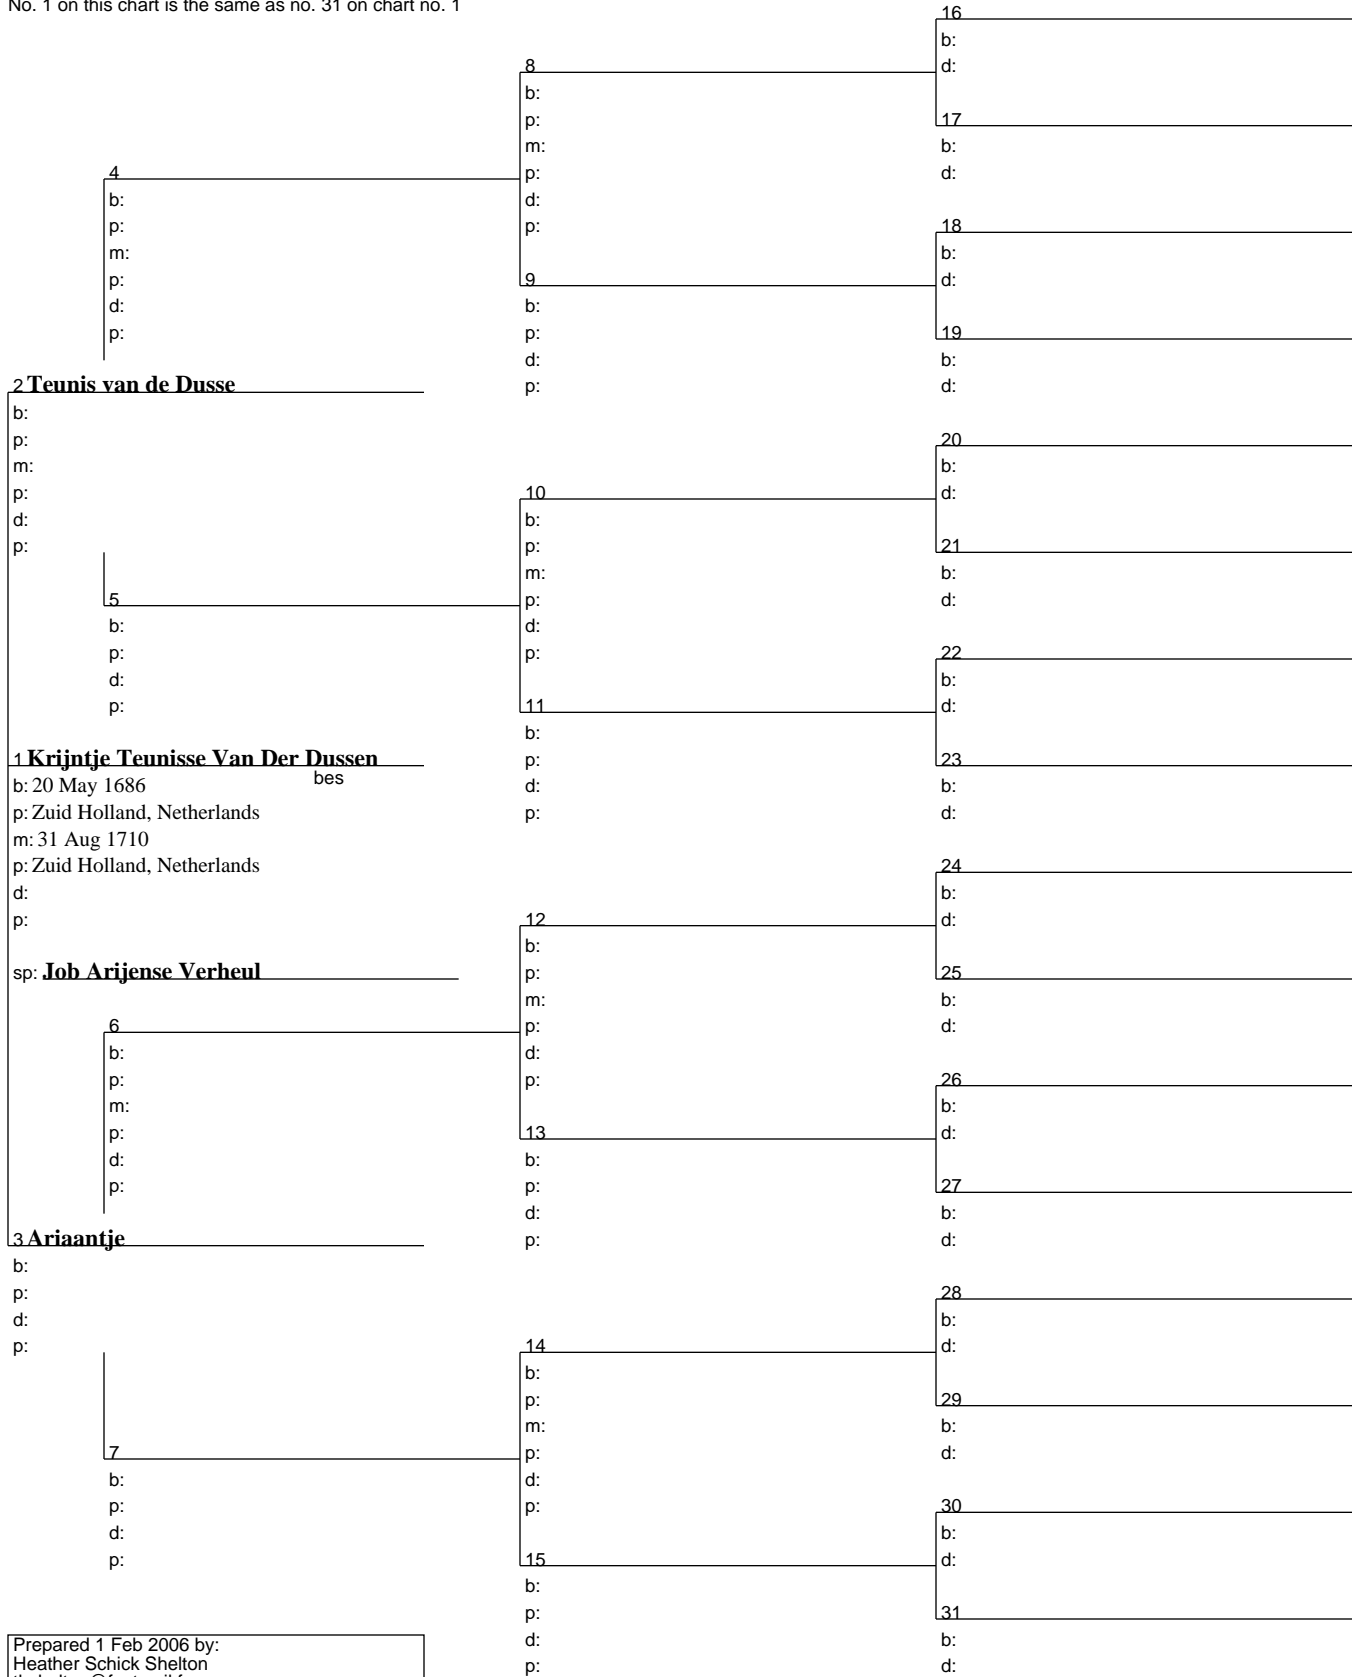 No. 1 on this chart is the same as no. 31 on chart no. 1
16
b:
d:
8
b:
p:
m:
p:
d:
p:
17
b:
d:
4
b:
p:
m:
p:
d:
p:
18
b:
d:
9
b:
p:
d:
p:
19
b:
d:
2 Teunis van de Dusse
b:
p:
m:
p:
d:
p:
20
b:
d:
10
b:
p:
m:
p:
d:
p:
21
b:
d:
5
b:
p:
d:
p:
22
b:
d:
11
b:
p:
d:
p:
23
b:
d:
1 Krijntje Teunisse Van Der Dussen
bes
b: 20 May 1686
p: Zuid Holland, Netherlands
m: 31 Aug 1710
p: Zuid Holland, Netherlands
d:
p:
sp: Job Arijense Verheul
24
b:
d:
12
b:
p:
m:
p:
d:
p:
25
b:
d:
6
b:
p:
m:
p:
d:
p:
26
b:
d:
13
b:
p:
d:
p:
27
b:
d:
3 Ariaantje
b:
p:
d:
p:
28
b:
d:
14
b:
p:
m:
p:
d:
p:
29
b:
d:
7
b:
p:
d:
p:
30
b:
d:
15
b:
p:
d:
p:
31
b:
d:
Prepared 1 Feb 2006 by:
Heather Schick Shelton